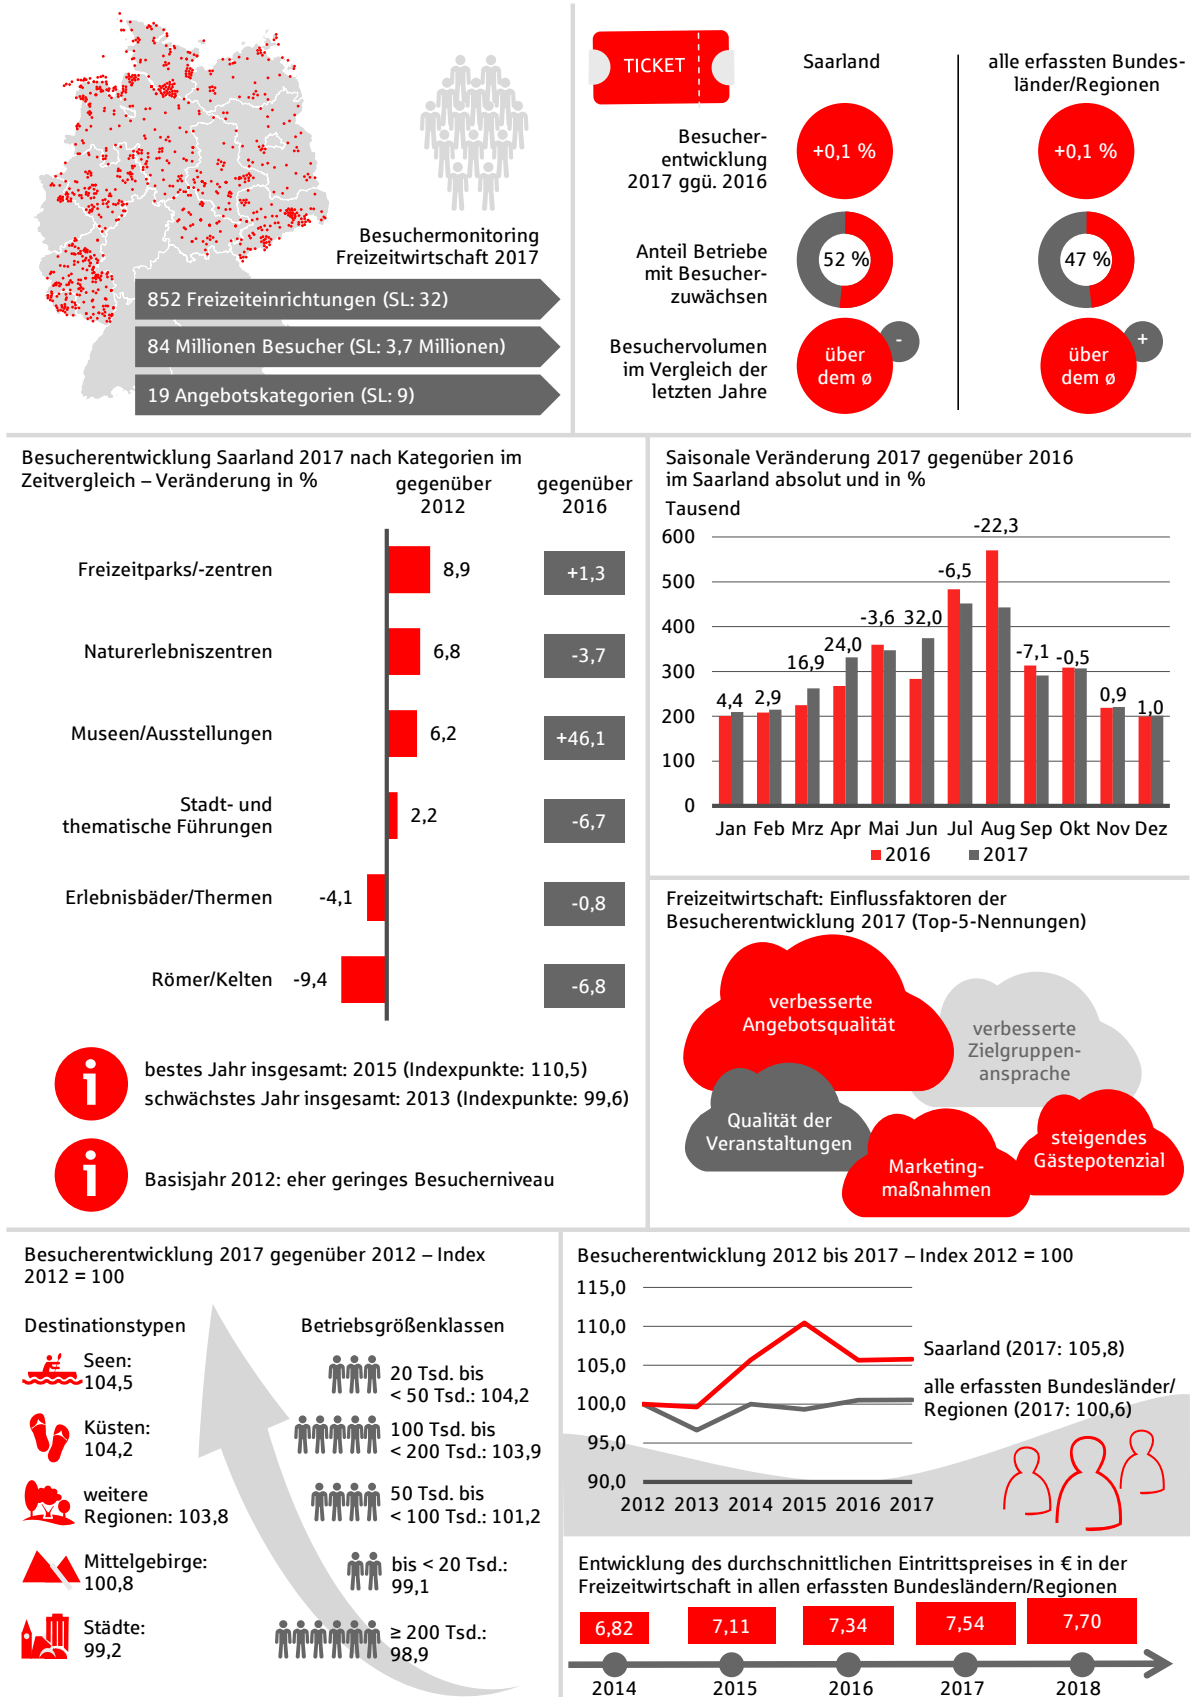 Besuchermonitoring
Freizeitwirtschaft 2017
852 Freizeiteinrichtungen (SL: 32)
84 Millionen Besucher (SL: 3,7 Millionen)
19 Angebotskategorien (SL: 9)
TICKET
Saarland
alle erfassten Bundes-
länder/Regionen
Besucher-
entwicklung
2017 ggü. 2016
+0,1 %
+0,1 %
Anteil Betriebe
mit Besucher-
zuwächsen
52 %
47 %
Besuchervolumen
im Vergleich der
letzten Jahre
über
dem ø
-
über
dem ø
+
Besucherentwicklung Saarland 2017 nach Kategorien im
Zeitvergleich – Veränderung in %
gegenüber
2012
gegenüber
2016
Freizeitparks/-zentren
8,9
+1,3
Naturerlebniszentren
6,8
-3,7
Museen/Ausstellungen
6,2
+46,1
Stadt- und
thematische Führungen
2,2
-6,7
Erlebnisbäder/Thermen
-4,1
-0,8
Römer/Kelten
-9,4
-6,8
i
bestes Jahr insgesamt: 2015 (Indexpunkte: 110,5)
schwächstes Jahr insgesamt: 2013 (Indexpunkte: 99,6)
i
Basisjahr 2012: eher geringes Besucherniveau
Saisonale Veränderung 2017 gegenüber 2016
im Saarland absolut und in %
Tausend
600
500
400
300
200
100
0
4,4
2,9
16,9
24,0
-3,6
32,0
-6,5
-22,3
-7,1
-0,5
0,9
1,0
Jan Feb Mrz Apr Mai Jun Jul Aug Sep Okt Nov Dez
2016 2017
Freizeitwirtschaft: Einflussfaktoren der
Besucherentwicklung 2017 (Top-5-Nennungen)
verbesserte
Angebotsqualität
verbesserte
Zielgruppen-
ansprache
Qualität der
Veranstaltungen
Marketing-
maßnahmen
steigendes
Gästepotenzial
Besucherentwicklung 2017 gegenüber 2012 – Index
2012 = 100
Destinationstypen
Seen:
104,5
Küsten:
104,2
weitere
Regionen: 103,8
Mittelgebirge:
100,8
Städte:
99,2
Betriebsgrößenklassen
20 Tsd. bis
< 50 Tsd.: 104,2
100 Tsd. bis
< 200 Tsd.: 103,9
50 Tsd. bis
< 100 Tsd.: 101,2
bis < 20 Tsd.:
99,1
≥ 200 Tsd.:
98,9
Besucherentwicklung 2012 bis 2017 – Index 2012 = 100
115,0
110,0
105,0
100,0
95,0
90,0
2012 2013 2014 2015 2016 2017
Saarland (2017: 105,8)
alle erfassten Bundesländer/
Regionen (2017: 100,6)
Entwicklung des durchschnittlichen Eintrittspreises in € in der
Freizeitwirtschaft in allen erfassten Bundesländern/Regionen
6,82 7,11 7,34 7,54 7,70
2014 2015 2016 2017 2018